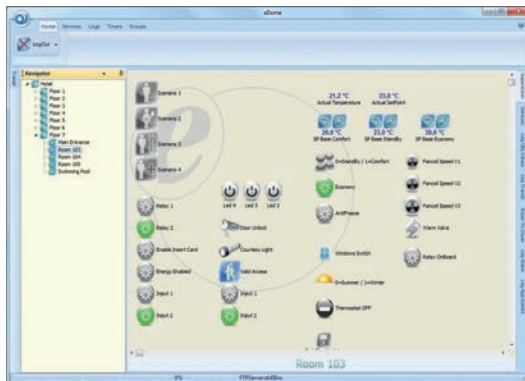 eDoma
Home Services Logs Timers Groups
LogOut
Navigator
Hotel
Floor 1
Floor 2
Floor 3
Floor 4
Floor 5
Floor 6
Floor 7
Main Entrance
Room 103
Room 104
Room 105
Swimming Pool
Scenario 1
Scenario 2
Scenario 3
Scenario 4
21,2 °C 23,0 °C
Actual Temperature Actual SetPoint
20,0 °C 23,0 °C 30,0 °C
SP Base Comfort SP Base Standby SP Base Economy
0=Standby / 1=Comfort
Economy
AntiFreeze
Windows Switch
0=Summer / 1=Winter
Thermostat OFF
Fancoil Speed V1
Fancoil Speed V2
Fancoil Speed V3
Warm Valve
Relay OnBoard
Led 4 Led 3 Led 2
Relay 1
Relay 2
Enable Insert Card
Energy Enabled
Input 1
Input 2
Door Unlock
Courtesy Light
Valid Access
Input 1
Input 2
Room 103
0%